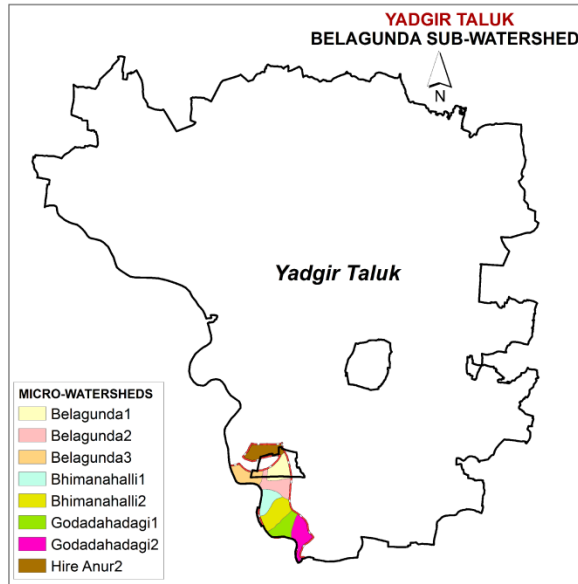 YADGIR TALUK
BELAGUNDA SUB-WATERSHED
N
Yadgir Taluk
MICRO-WATERSHEDS
Belagunda1
Belagunda2
Belagunda3
Bhimanahalli1
Bhimanahalli2
Godadahadagi1
Godadahadagi2
Hire Anur2